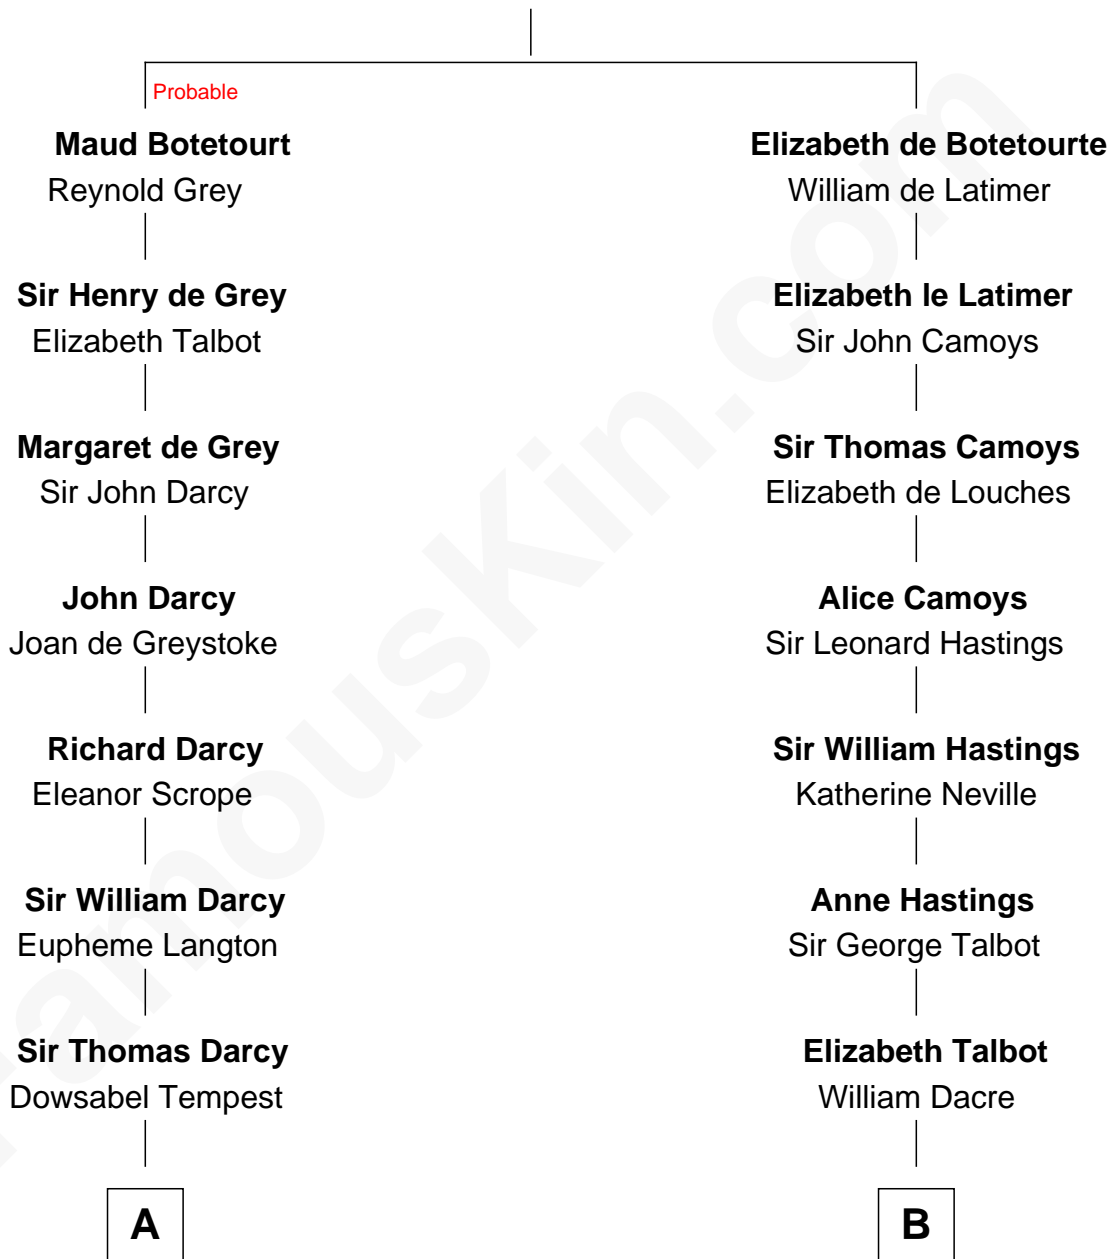 Probable
Maud Botetourt
Reynold Grey
Sir Henry de Grey
Elizabeth Talbot
Margaret de Grey
Sir John Darcy
John Darcy
Joan de Greystoke
Richard Darcy
Eleanor Scrope
Sir William Darcy
Eupheme Langton
Sir Thomas Darcy
Dowsabel Tempest
A
Elizabeth de Botetourte
William de Latimer
Elizabeth le Latimer
Sir John Camoys
Sir Thomas Camoys
Elizabeth de Louches
Alice Camoys
Sir Leonard Hastings
Sir William Hastings
Katherine Neville
Anne Hastings
Sir George Talbot
Elizabeth Talbot
William Dacre
B
FamousKin.com